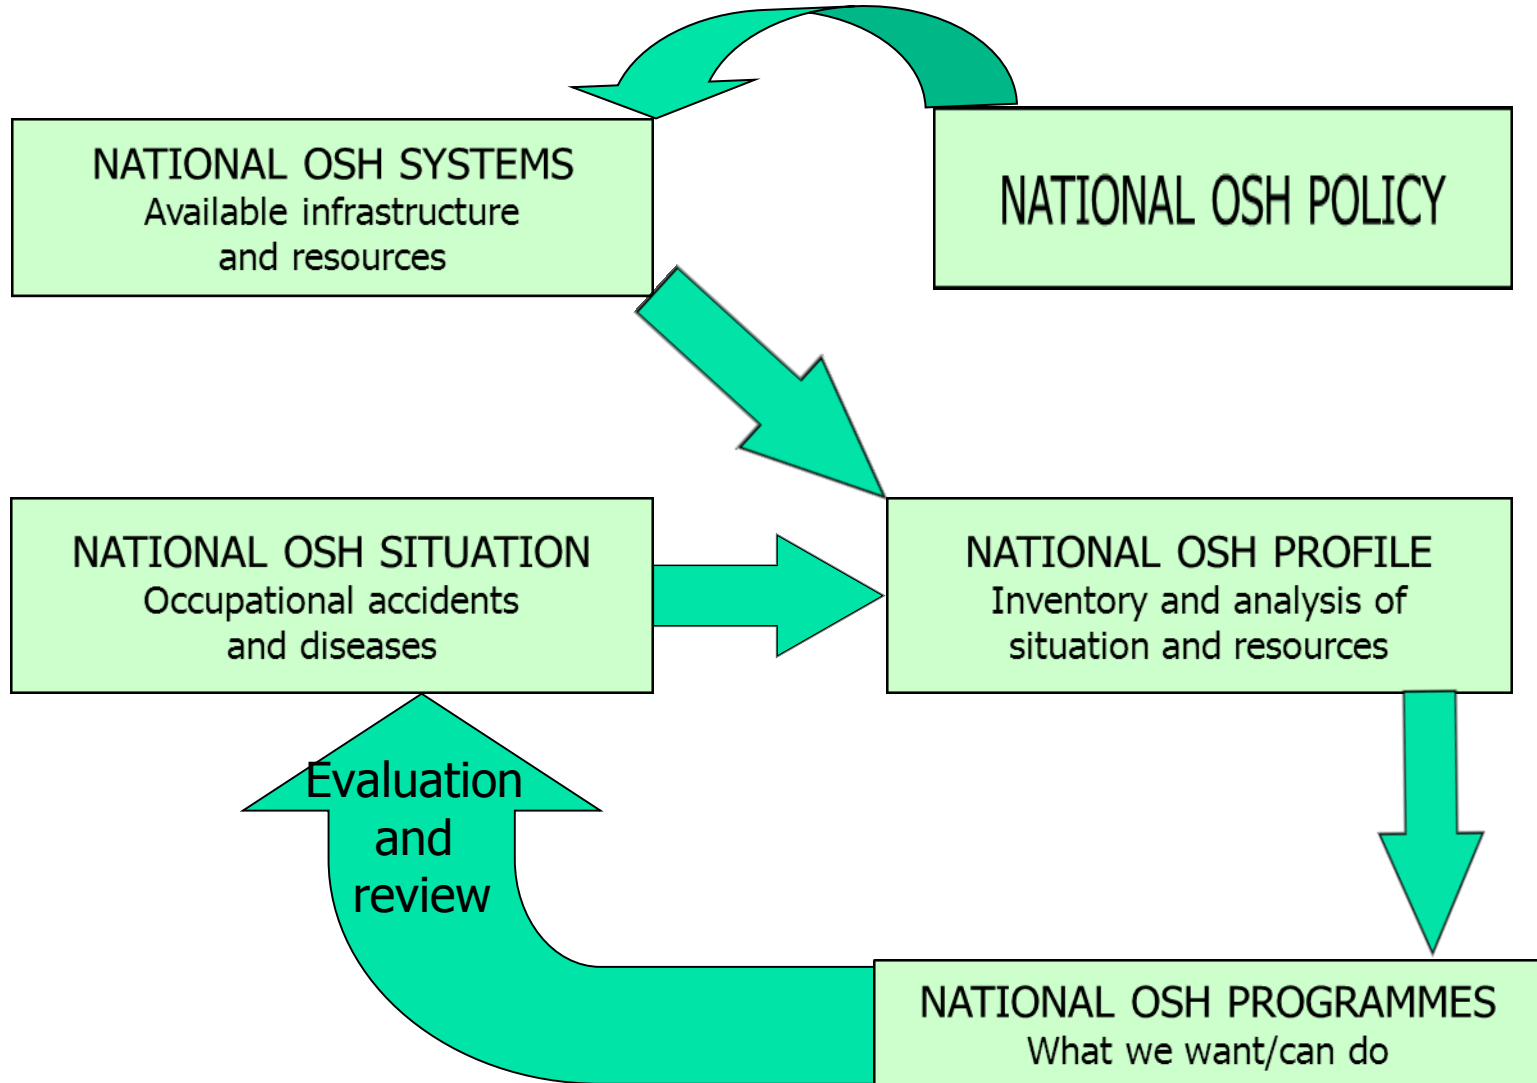 NATIONAL OSH SYSTEMS
Available infrastructure
and resources
NATIONAL OSH POLICY
NATIONAL OSH SITUATION
Occupational accidents
and diseases
NATIONAL OSH PROFILE
Inventory and analysis of
situation and resources
Evaluation
and
review
NATIONAL OSH PROGRAMMES
What we want/can do